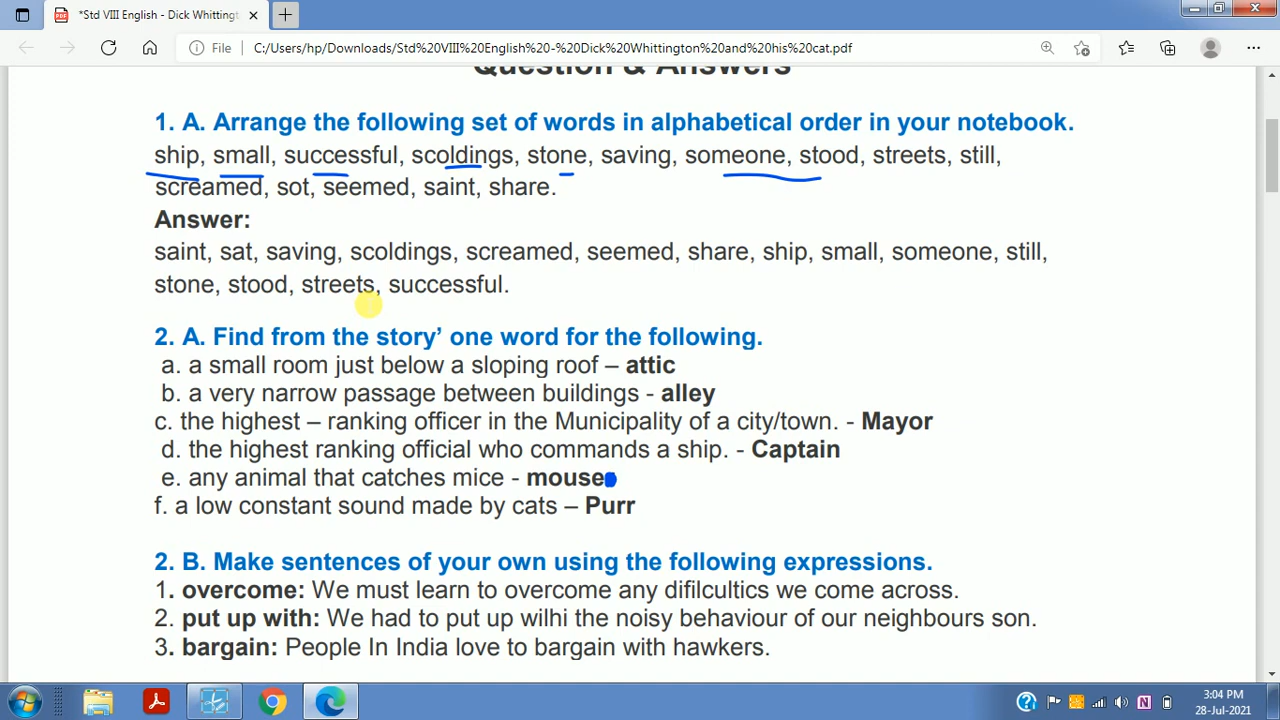 *Std VIII English - Dick Whittingt
File
C:/Users/hp/Downloads/Std%20VIII%20English%20-%20Dick%20Whittington%20and%20his%20cat.pdf
Question & Answers
1. A. Arrange the following set of words in alphabetical order in your notebook.
ship, small, successful, scoldings, stone, saving, someone, stood, streets, still,
screamed, sot, seemed, saint, share.
Answer:
saint, sat, saving, scoldings, screamed, seemed, share, ship, small, someone, still,
stone, stood, streets, successful.
2. A. Find from the story’ one word for the following.
a. a small room just below a sloping roof – attic
b. a very narrow passage between buildings - alley
c. the highest – ranking officer in the Municipality of a city/town. - Mayor
d. the highest ranking official who commands a ship. - Captain
e. any animal that catches mice - mouse
f. a low constant sound made by cats – Purr
2. B. Make sentences of your own using the following expressions.
1. overcome: We must learn to overcome any difilcultics we come across.
2. put up with: We had to put up wilhi the noisy behaviour of our neighbours son.
3. bargain: People In India love to bargain with hawkers.
3:04 PM
28-Jul-2021